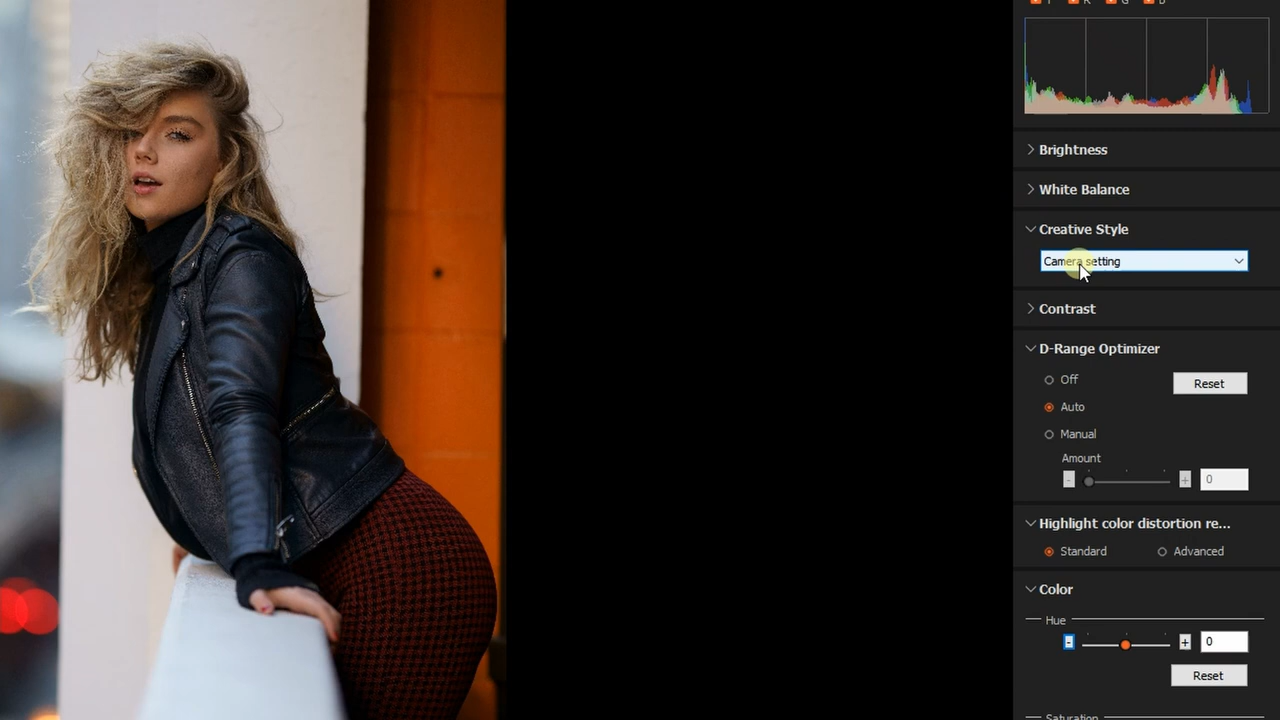 Brightness
White Balance
Creative Style
Camera setting
Contrast
D-Range Optimizer
Off
Reset
Auto
Manual
Amount
- + 0
Highlight color distortion re...
Standard Advanced
Color
Hue
- + 0
Reset
Saturation